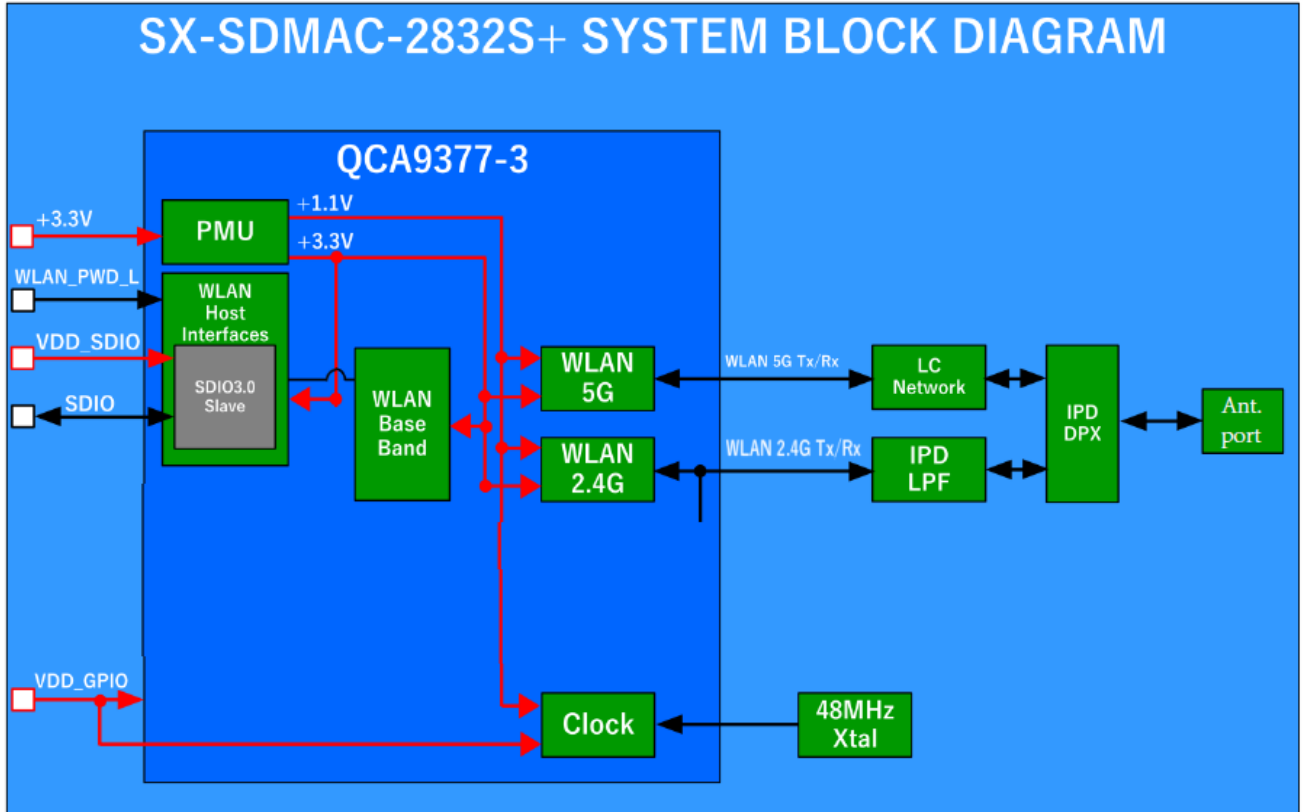 SX-SDMAC-2832S+ SYSTEM BLOCK DIAGRAM
QCA9377-3
+3.3V
PMU
+1.1V
+3.3V
WLAN_PWD_L
WLAN
Host
Interfaces
VDD_SDIO
SDIO3.0
Slave
SDIO
WLAN
Base
Band
WLAN
5G
WLAN 5G Tx/Rx
LC
Network
WLAN
2.4G
WLAN 2.4G Tx/Rx
IPD
LPF
IPD
DPX
Ant.
port
VDD_GPIO
Clock
48MHz
Xtal